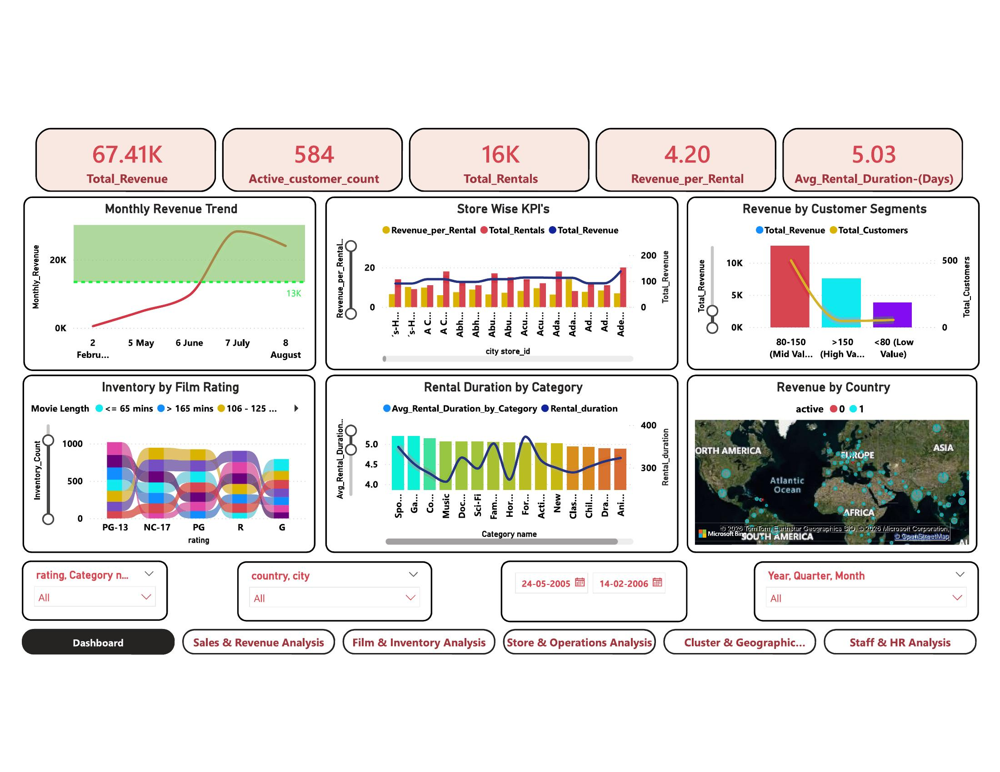 67.41K
Total_Revenue
584
Active_customer_count
16K
Total_Rentals
4.20
Revenue_per_Rental
5.03
Avg_Rental_Duration-(Days)
Monthly Revenue Trend
Monthly_Revenue
20K
0K
13K
2 Febru...
5 May
6 June
7 July
8 August
Store Wise KPI's
Revenue_per_Rental Total_Rentals Total_Revenue
Revenue_per_Rental...
20
0
200
100
0
Total_Revenue
's-H...
's-H...
A C...
A C...
Abh...
Abh...
Abu...
Abu...
Acu...
Acu...
Ada...
Ada...
Ad...
Ad...
Ade...
city store_id
Revenue by Customer Segments
Total_Revenue Total_Customers
Total_Revenue
10K
5K
0K
500
0
Total_Customers
80-150 (Mid Val...
>150 (High Va...
<80 (Low Value)
Inventory by Film Rating
Movie Length <= 65 mins > 165 mins 106 - 125 ...
Inventory_Count
1000
500
0
PG-13
NC-17
PG
R
G
rating
Rental Duration by Category
Avg_Rental_Duration_by_Category Rental_duration
Avg_Rental_Duration...
5.0
4.5
4.0
400
300
Rental_duration
Spo...
Ga...
Co...
Music
Doc...
Sci-Fi
Fam...
Hor...
For...
Acti...
New
Clas...
Chil...
Dra...
Ani...
Category name
Revenue by Country
active 0 1
ORTH AMERICA
EUROPE
ASIA
Atlantic
Ocean
AFRICA
SOUTH AMERICA
AU
Microsoft Bing
© 2026 TomTom, Earthstar Geographics SIO, © 2026 Microsoft Corporation,
© OpenStreetMap
rating, Category n...
All
country, city
All
24-05-2005
14-02-2006
Year, Quarter, Month
All
Dashboard
Sales & Revenue Analysis
Film & Inventory Analysis
Store & Operations Analysis
Cluster & Geographic...
Staff & HR Analysis